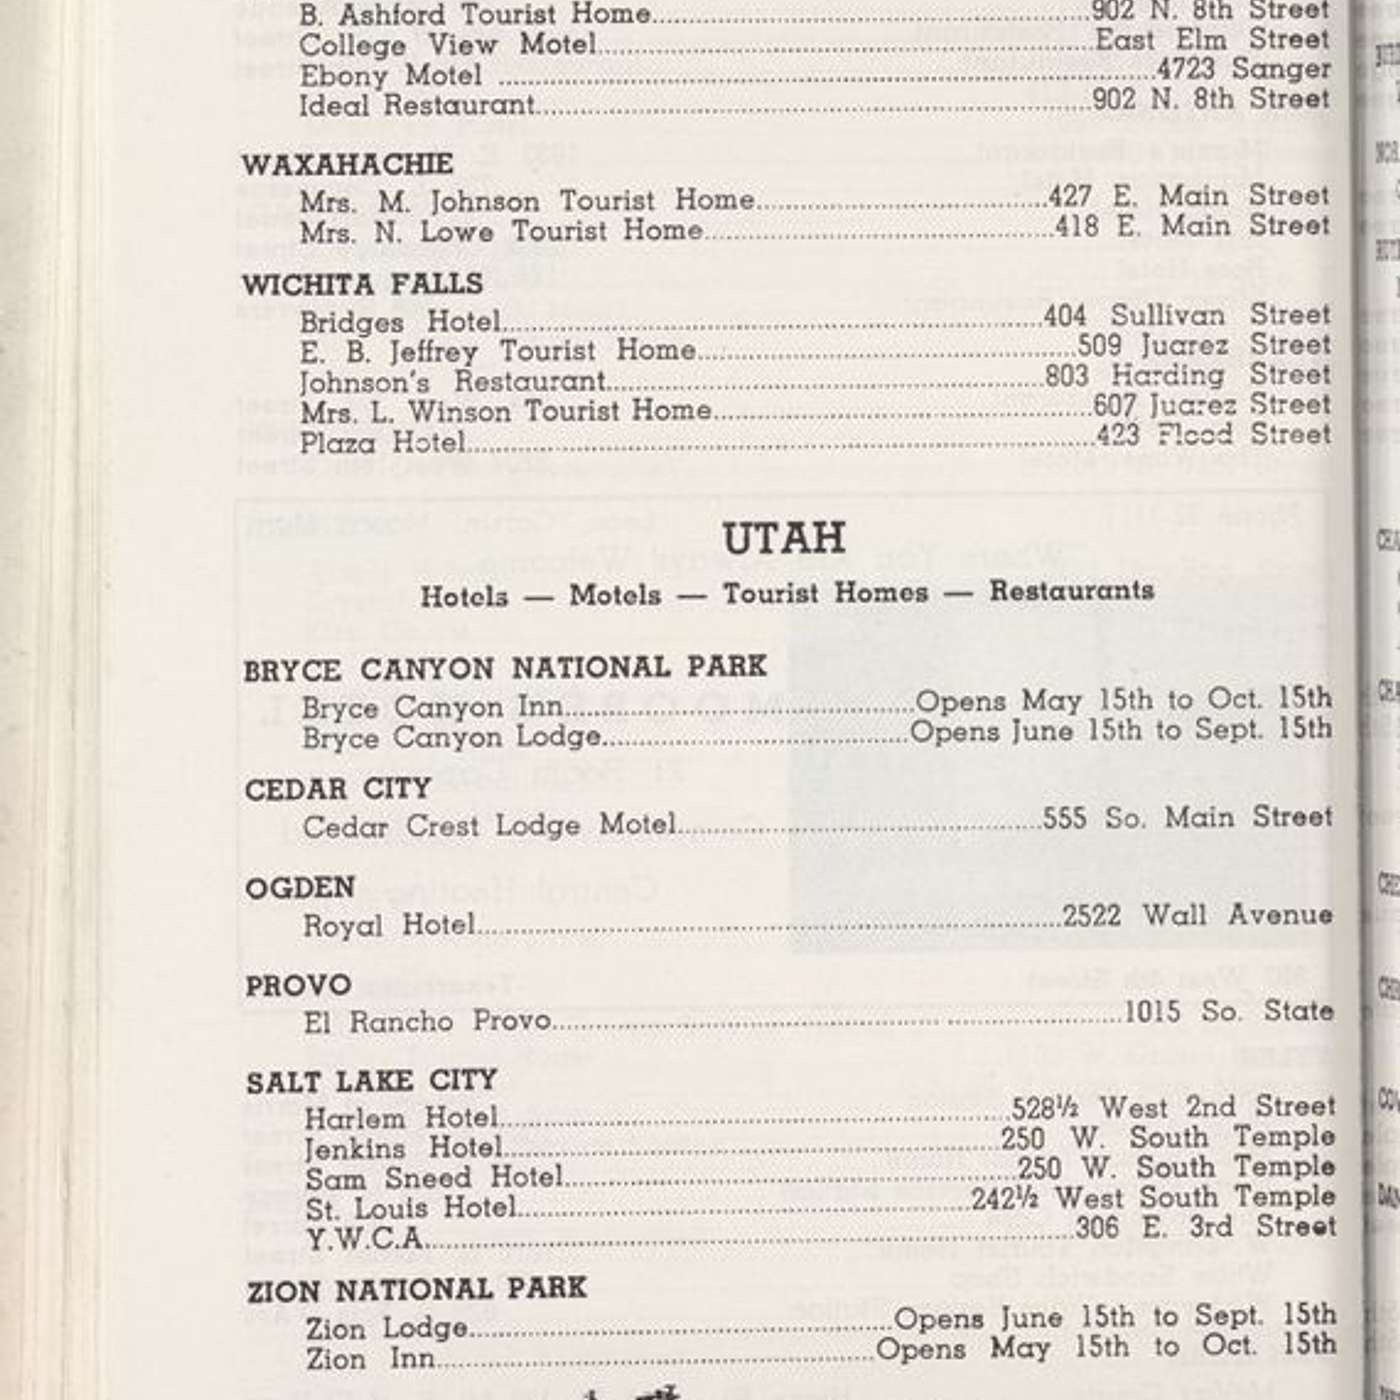 B. Ashford Tourist Home....................902 N. 8th Street
College View Motel....................East Elm Street
Ebony Motel ....................4723 Sanger
Ideal Restaurant....................902 N. 8th Street
WAXAHACHIE
Mrs. M. Johnson Tourist Home....................427 E. Main Street
Mrs. N. Lowe Tourist Home....................418 E. Main Street
WICHITA FALLS
Bridges Hotel....................404 Sullivan Street
E. B. Jeffrey Tourist Home....................509 Juarez Street
Johnson's Restaurant....................803 Harding Street
Mrs. L. Winson Tourist Home....................607 Juarez Street
Plaza Hotel....................423 Flood Street
UTAH
Hotels — Motels — Tourist Homes — Restaurants
BRYCE CANYON NATIONAL PARK
Bryce Canyon Inn....................Opens May 15th to Oct. 15th
Bryce Canyon Lodge....................Opens June 15th to Sept. 15th
CEDAR CITY
Cedar Crest Lodge Motel....................555 So. Main Street
OGDEN
Royal Hotel....................2522 Wall Avenue
PROVO
El Rancho Provo....................1015 So. State
SALT LAKE CITY
Harlem Hotel....................528½ West 2nd Street
Jenkins Hotel....................250 W. South Temple
Sam Sneed Hotel....................250 W. South Temple
St. Louis Hotel....................242½ West South Temple
Y.W.C.A....................306 E. 3rd Street
ZION NATIONAL PARK
Zion Lodge....................Opens June 15th to Sept. 15th
Zion Inn....................Opens May 15th to Oct. 15th